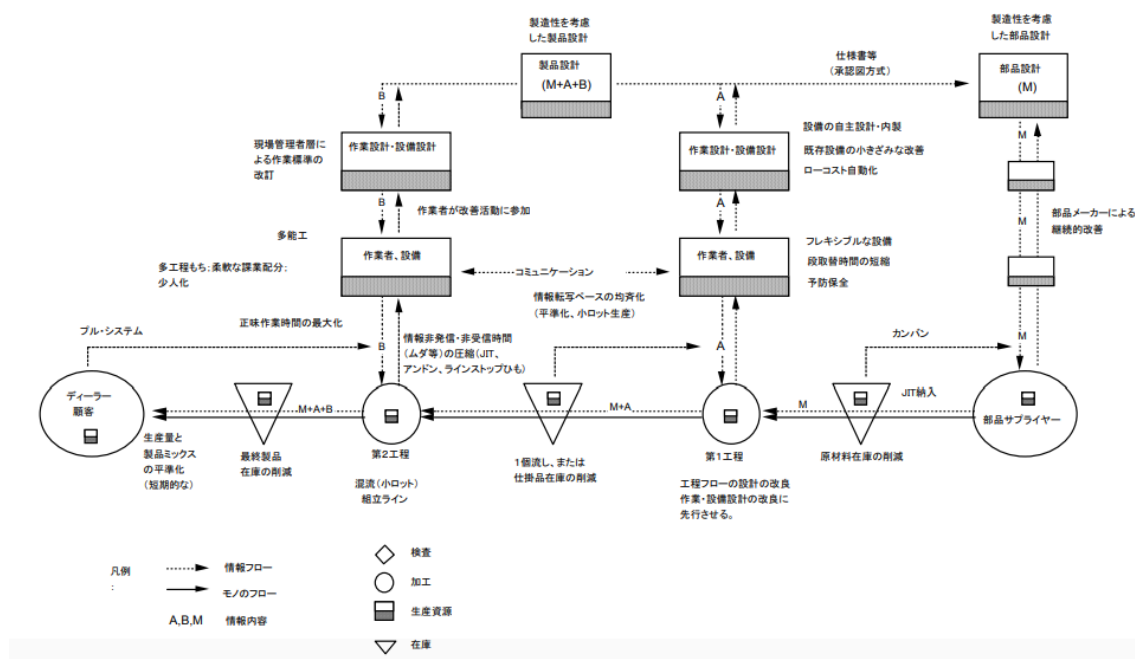 製造性を考慮
した製品設計
製造性を考慮
した部品設計
製品設計
(M+A+B)
仕様書等
(承認図方式)
部品設計
(M)
B
A
M
現場管理者層に
よる作業標準の
改訂
作業設計・設備設計
作業設計・設備設計
設備の自主設計・内製
既存設備の小きざみな改善
ローコスト自動化
B
作業者が改善活動に参加
A
M
部品メーカーによる
継続的改善
多能工
多工程もち;柔軟な課業配分;
少人化
作業者、設備
コミュニケーション
作業者、設備
フレキシブルな設備
段取替時間の短縮
予防保全
情報転写ベースの均斉化
(平準化、小ロット生産)
正味作業時間の最大化
プル・システム
B
情報非発信・非受信時間
(ムダ等)の圧縮(JIT、
アンドン、ラインストップひも)
A
カンバン
M
ディーラー
顧客
M+A+B
M+A
M
JIT納入
部品サプライヤー
生産量と
製品ミックス
の平準化
(短期的な)
最終製品
在庫の削減
第2工程
混流(小ロット)
組立ライン
1個流し、または
仕掛品在庫の削減
第1工程
工程フローの設計の改良
作業・設備設計の改良に
先行させる。
原材料在庫の削減
凡例
:
情報フロー
モノのフロー
A,B,M 情報内容
検査
加工
生産資源
在庫